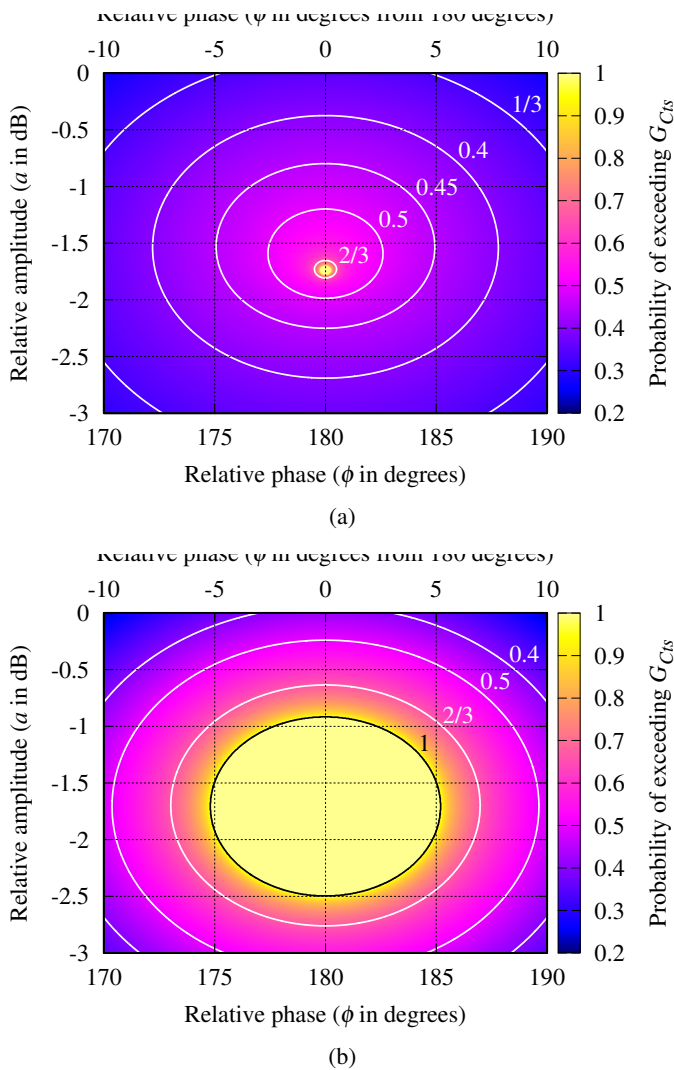 Relative phase (ϕ in degrees from 180 degrees)
-10 -5 0 5 10
0 1
1/3 0.9
-0.5 0.4 0.8
-1 0.45 0.7
0.5
-1.5 2/3 0.6
-2 0.5
0.4
-2.5 0.3
-3 0.2
170 175 180 185 190
Relative amplitude (a in dB)
Probability of exceeding G_Cts
Relative phase (ϕ in degrees)
(a)
Relative phase (ϕ in degrees from 180 degrees)
-10 -5 0 5 10
0 1
0.4 0.9
-0.5 0.5 0.8
2/3
-1 1 0.7
-1.5 0.6
-2 0.5
0.4
-2.5 0.3
-3 0.2
170 175 180 185 190
Relative amplitude (a in dB)
Probability of exceeding G_Cts
Relative phase (ϕ in degrees)
(b)